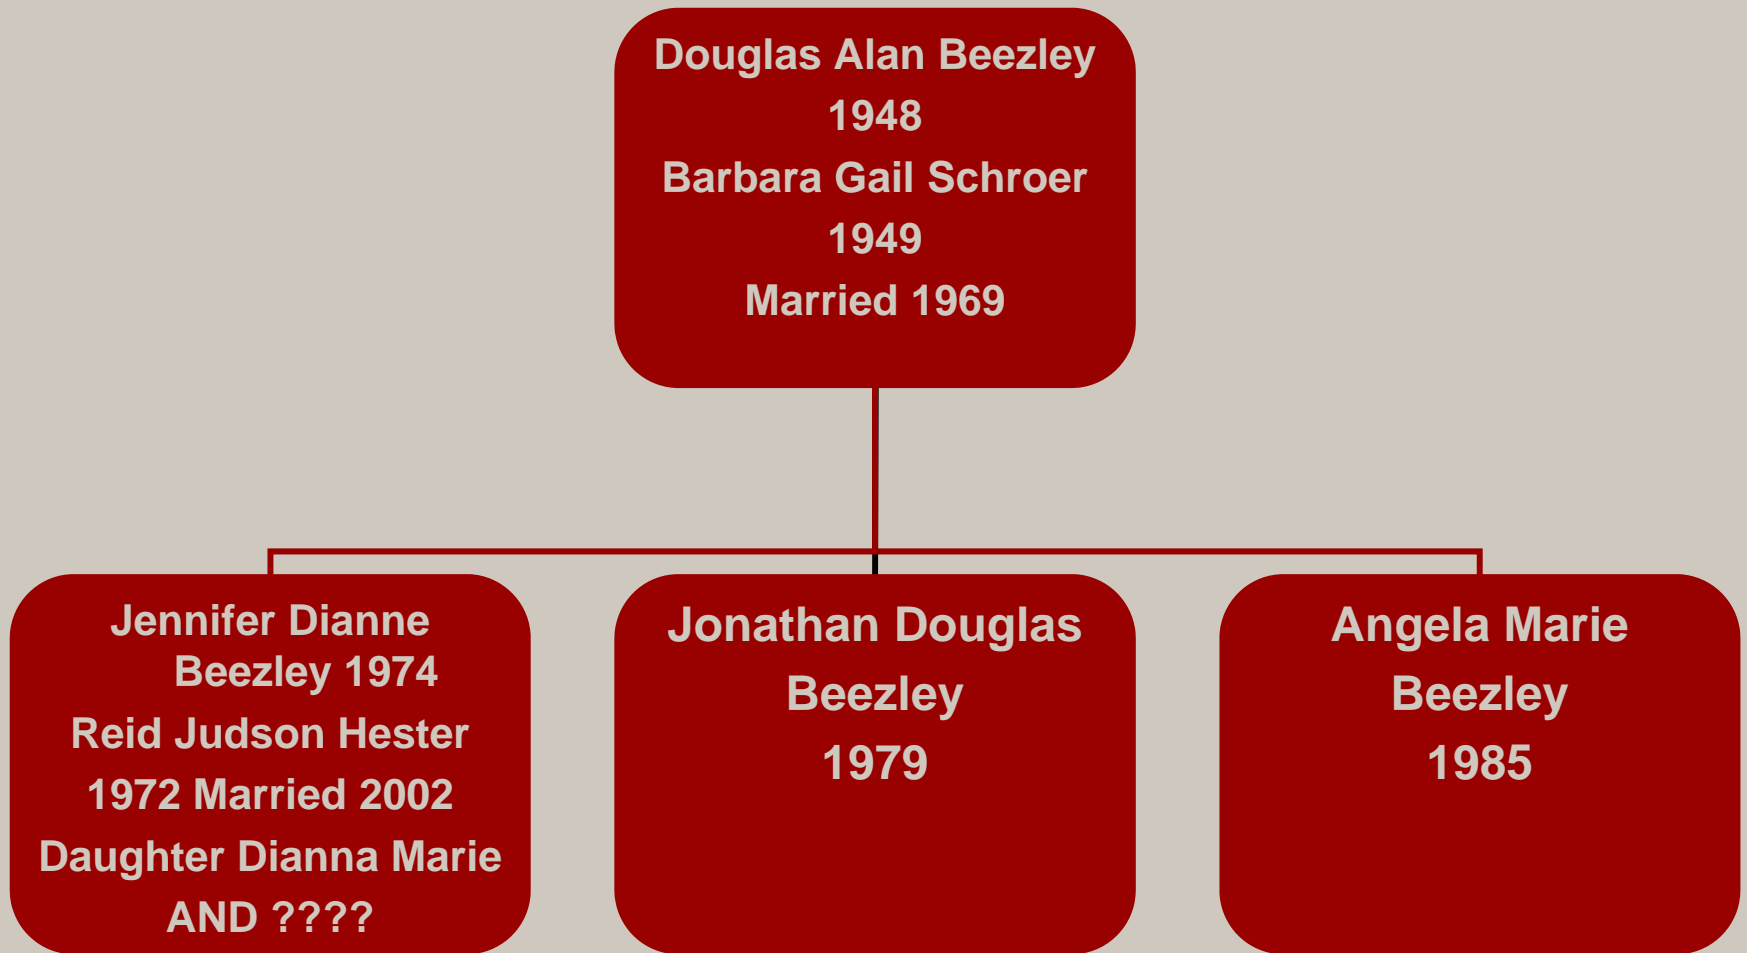 Douglas Alan Beezley
1948
Barbara Gail Schroer
1949
Married 1969
Jennifer Dianne
Beezley 1974
Reid Judson Hester
1972 Married 2002
Daughter Dianna Marie
AND ????
Jonathan Douglas
Beezley
1979
Angela Marie
Beezley
1985